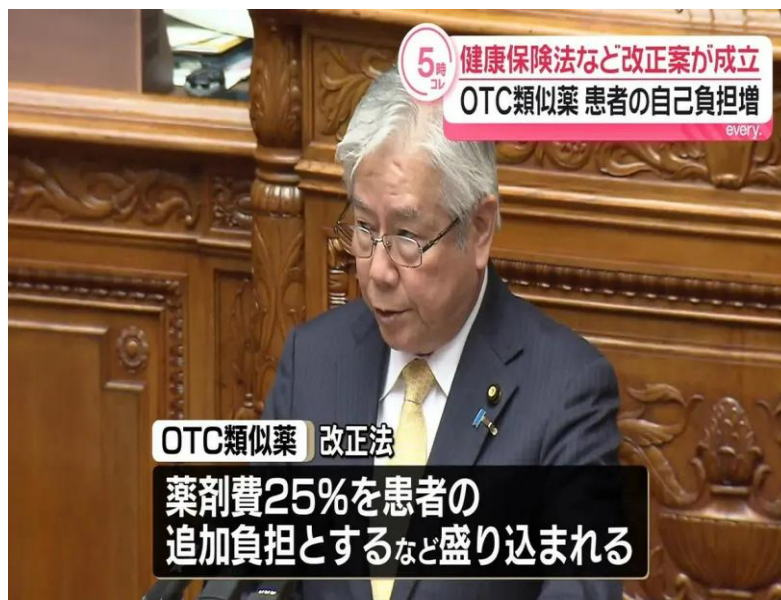 5時
コレ
健康保険法など改正案が成立
OTC類似薬 患者の自己負担増
every.
OTC類似薬 改正法
薬剤費25%を患者の
追加負担とするなど盛り込まれる